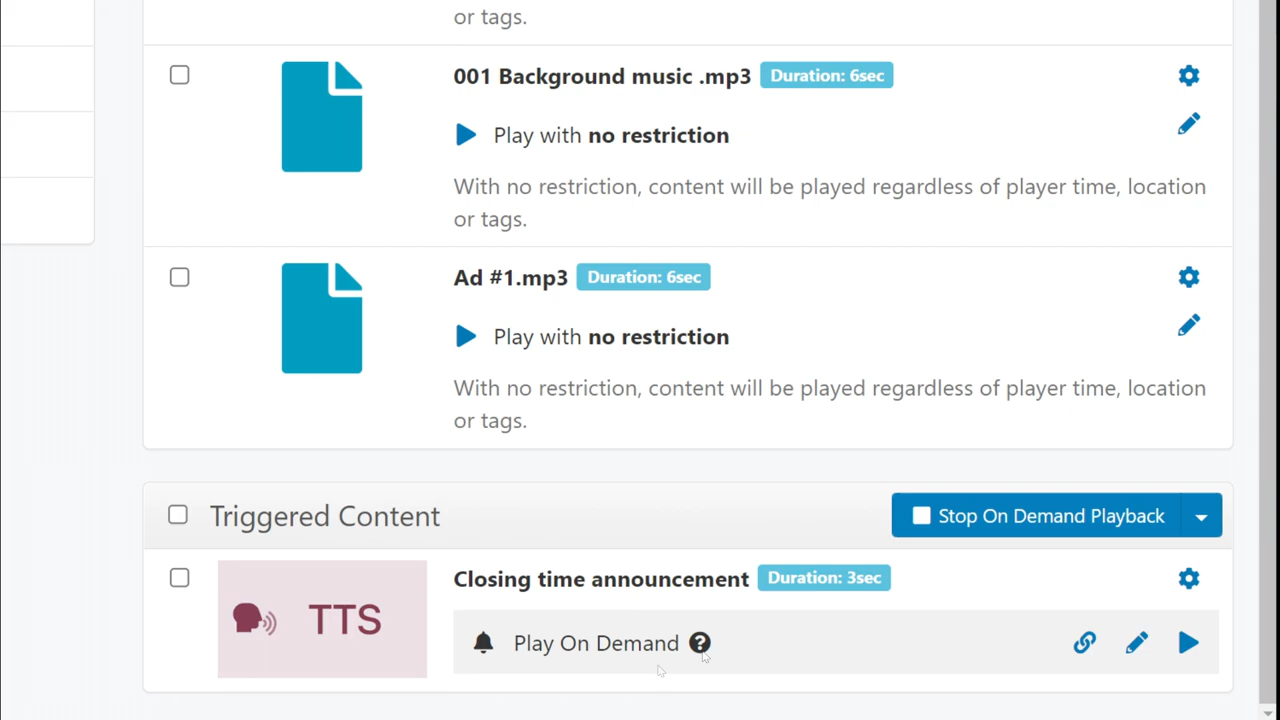 or tags.
001 Background music .mp3 Duration: 6sec
Play with no restriction
With no restriction, content will be played regardless of player time, location
or tags.
Ad #1.mp3 Duration: 6sec
Play with no restriction
With no restriction, content will be played regardless of player time, location
or tags.
Triggered Content Stop On Demand Playback
Closing time announcement Duration: 3sec
TTS
Play On Demand ?